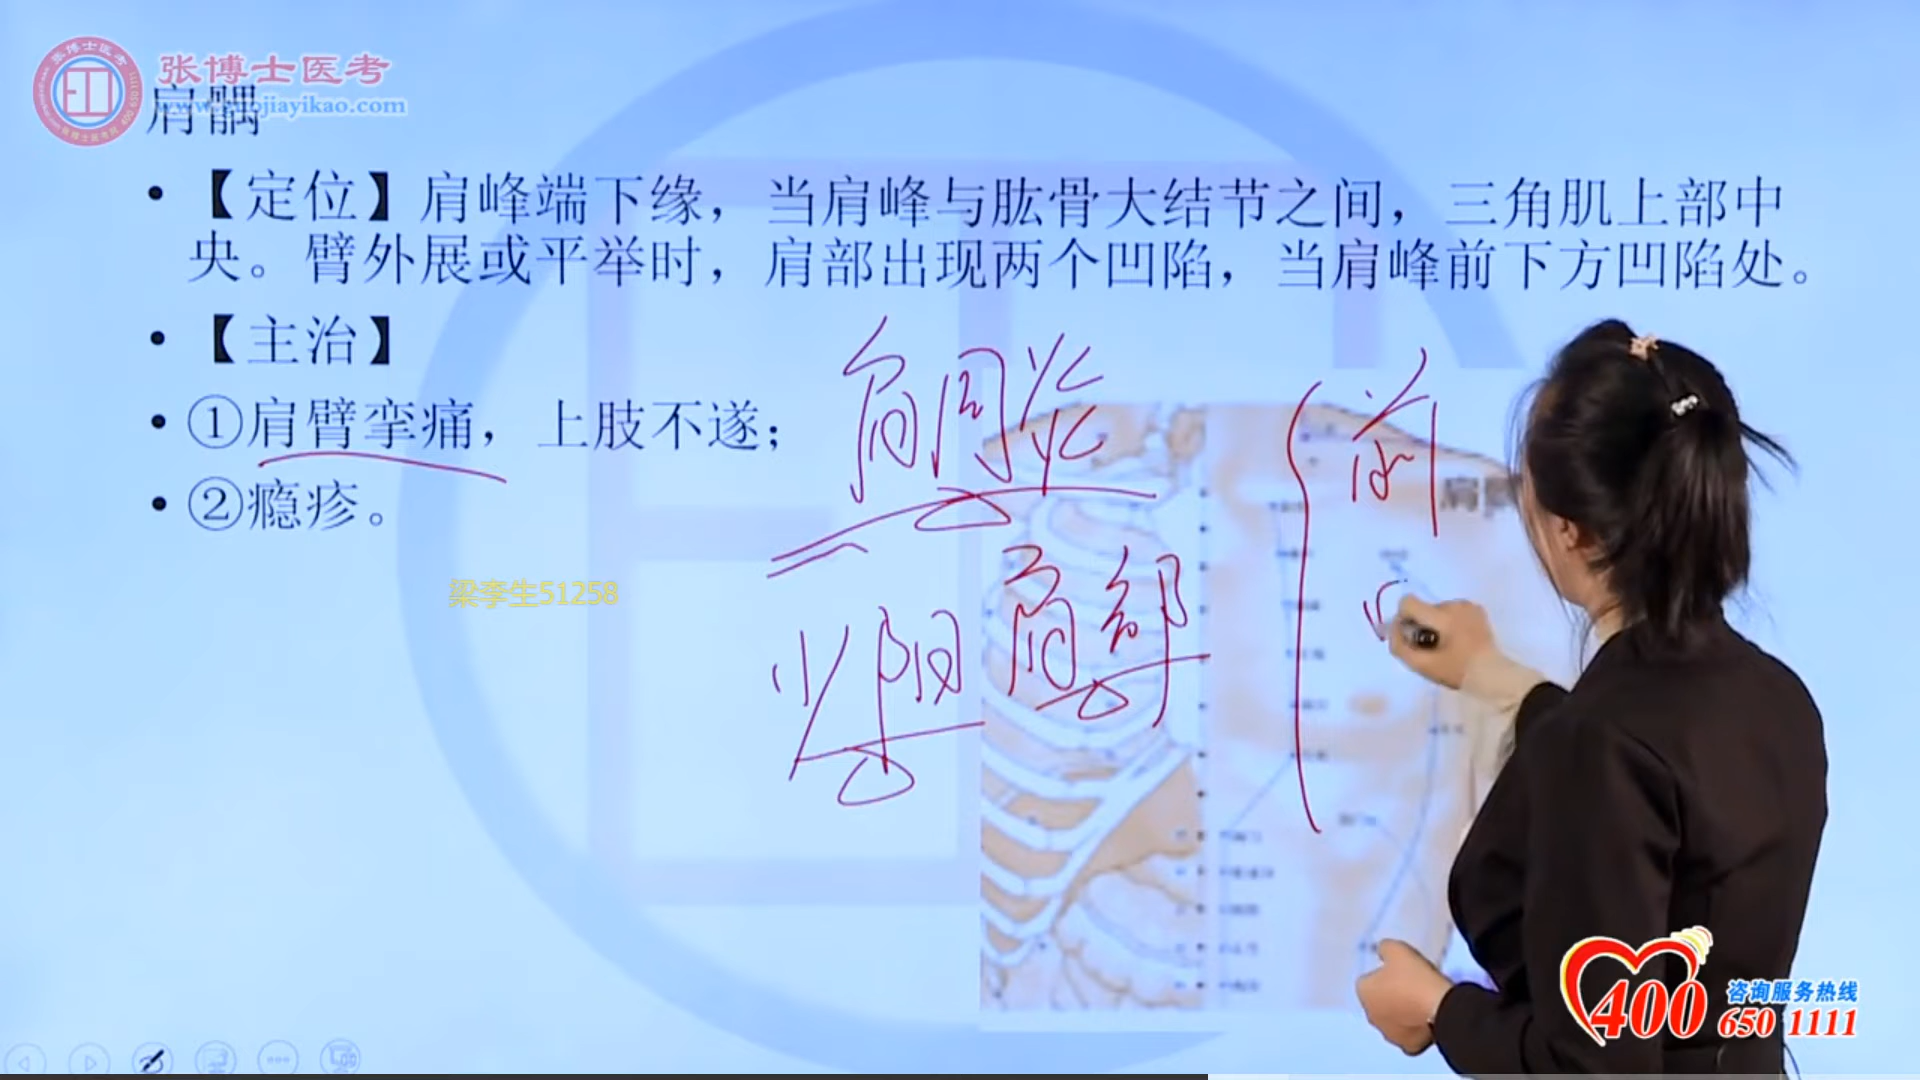 张博士医考
www.guojiayikao.com
肩髃
• 【定位】肩峰端下缘，当肩峰与肱骨大结节之间，三角肌上部中
央。臂外展或平举时，肩部出现两个凹陷，当肩峰前下方凹陷处。
• 【主治】
• ①肩臂挛痛，上肢不遂；
• ②瘾疹。
肩周炎
前
梁李生51258
少阳
肩部
400
咨询服务热线
650 1111